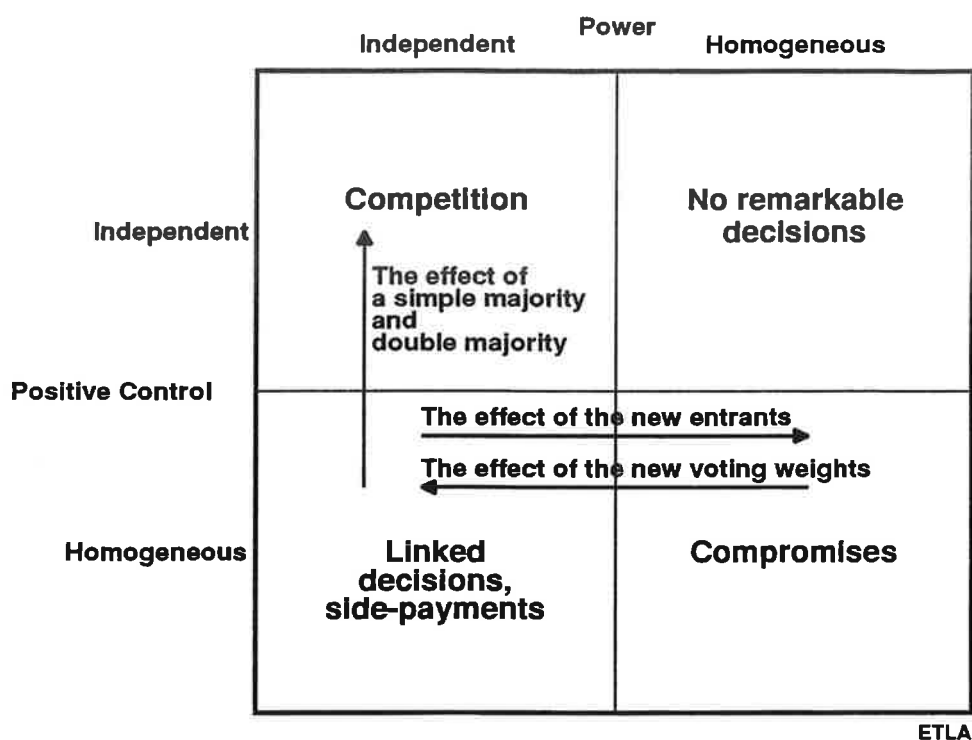 Power
Independent
Homogeneous
Competition
No remarkable
decisions
Independent
The effect of
a simple majority
and
double majority
Positive Control
The effect of the new entrants
The effect of the new voting weights
Homogeneous
Linked
decisions,
side-payments
Compromises
ETLA